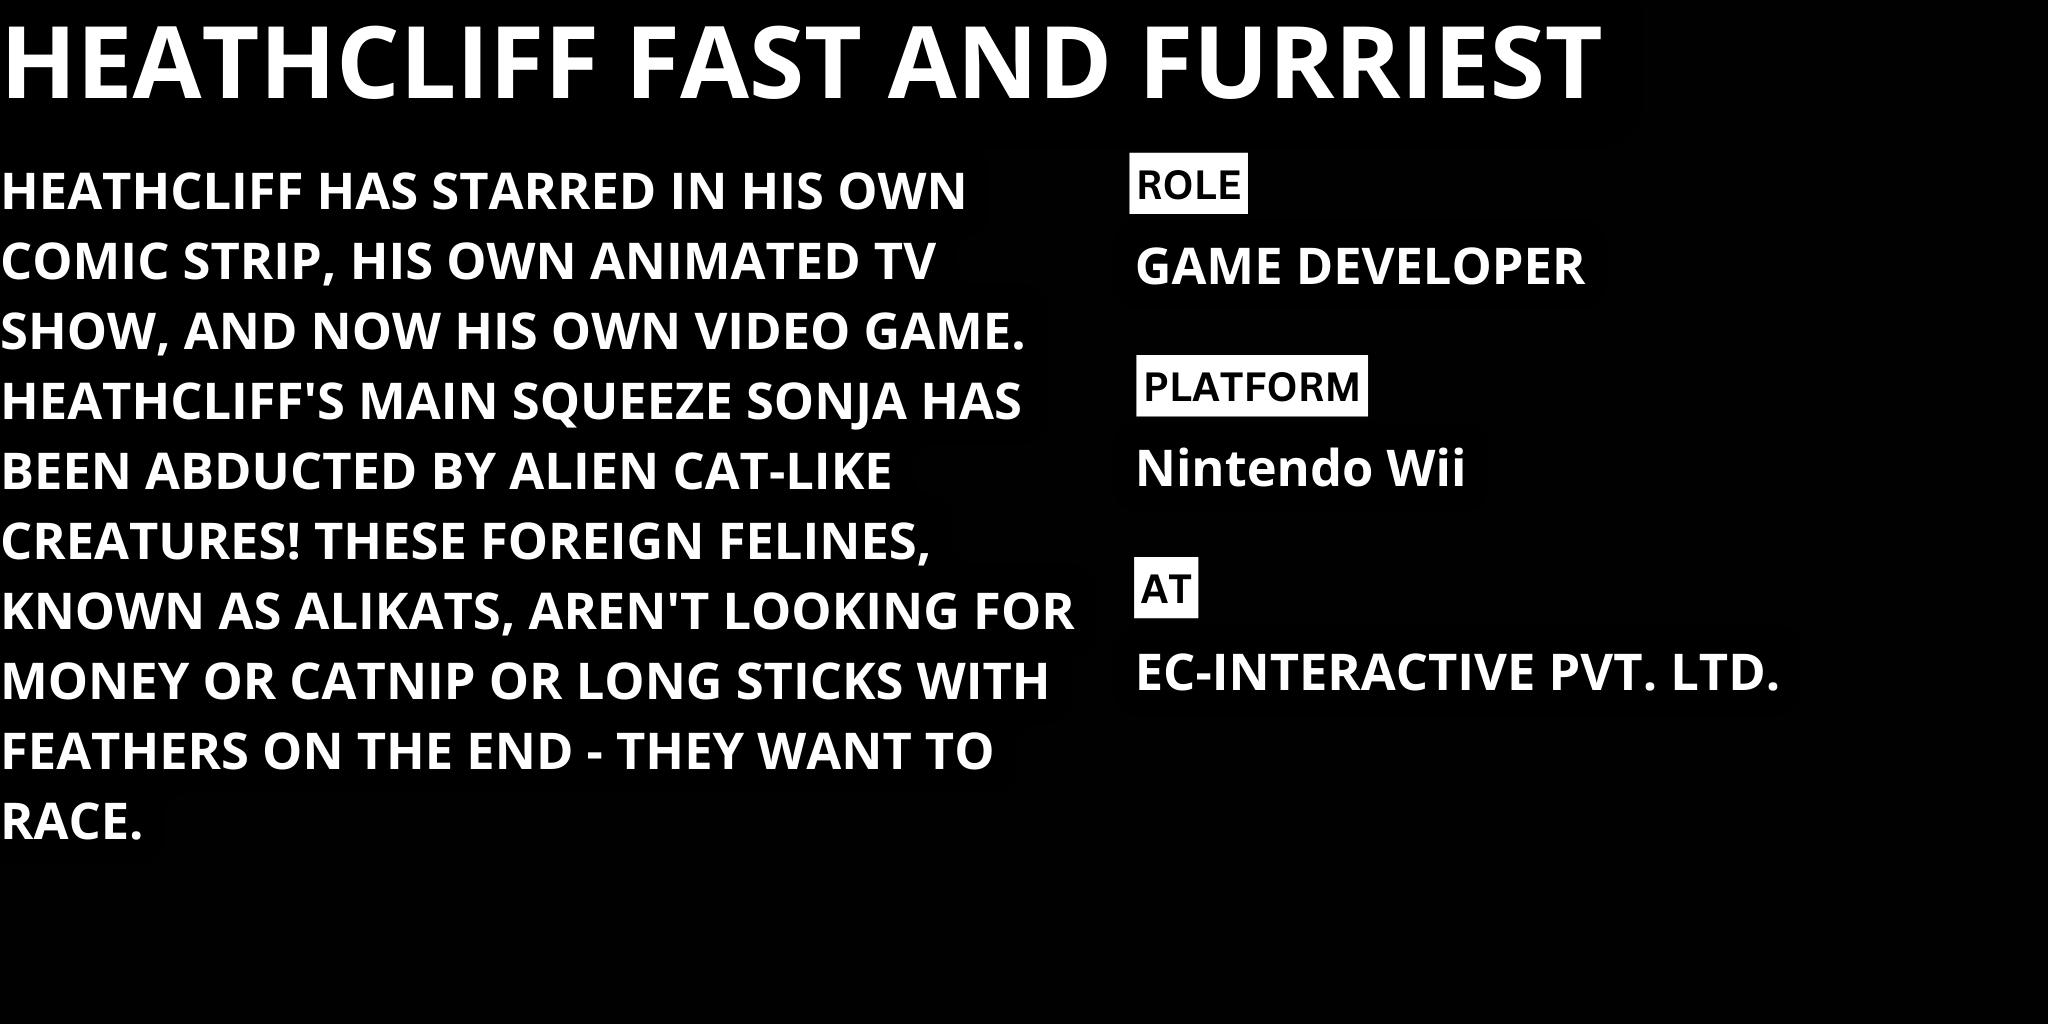 HEATHCLIFF FAST AND FURRIEST
HEATHCLIFF HAS STARRED IN HIS OWN
COMIC STRIP, HIS OWN ANIMATED TV
SHOW, AND NOW HIS OWN VIDEO GAME.
HEATHCLIFF'S MAIN SQUEEZE SONJA HAS
BEEN ABDUCTED BY ALIEN CAT-LIKE
CREATURES! THESE FOREIGN FELINES,
KNOWN AS ALIKATS, AREN'T LOOKING FOR
MONEY OR CATNIP OR LONG STICKS WITH
FEATHERS ON THE END - THEY WANT TO
RACE.
ROLE
GAME DEVELOPER
PLATFORM
Nintendo Wii
AT
EC-INTERACTIVE PVT. LTD.